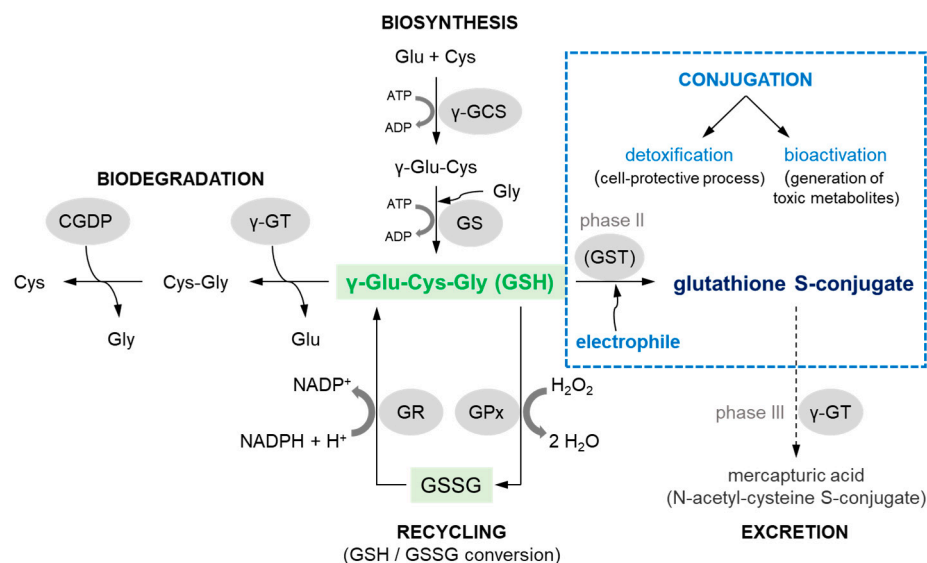 BIOSYNTHESIS
Glu + Cys
ATP
ADP
γ-GCS
γ-Glu-Cys
Gly
ATP
ADP
GS
BIODEGRADATION
CGDP
γ-GT
Cys
Cys-Gly
Gly
Glu
γ-Glu-Cys-Gly (GSH)
CONJUGATION
detoxification
(cell-protective process)
bioactivation
(generation of
toxic metabolites)
phase II
(GST)
glutathione S-conjugate
electrophile
NADP⁺
NADPH + H⁺
GR
GPx
H₂O₂
2 H₂O
GSSG
RECYCLING
(GSH / GSSG conversion)
phase III
γ-GT
mercapturic acid
(N-acetyl-cysteine S-conjugate)
EXCRETION